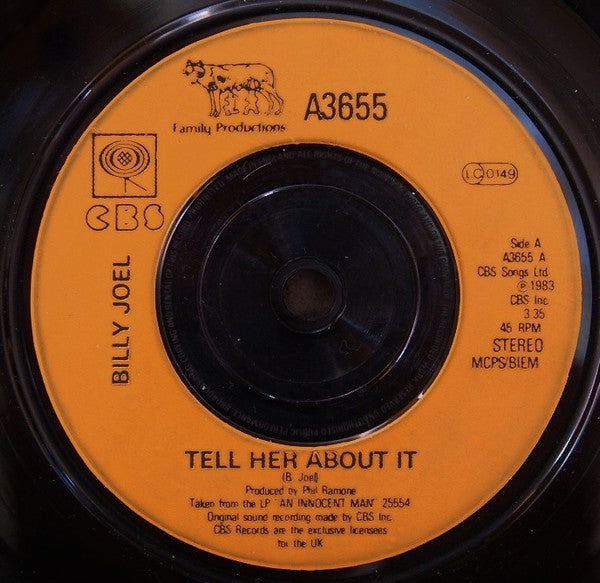 A3655
Family Productions
LC 0149
CBS
Side A
A3655 A
CBS Songs Ltd.
℗ 1983
CBS Inc.
3.35
45 RPM
STEREO
MCPS/BIEM
BILLY JOEL
TELL HER ABOUT IT
(B. Joel)
Produced by Phil Ramone
Taken from the LP "AN INNOCENT MAN" 25554
Original sound recording made by CBS Inc.
CBS Records are the exclusive licensees
for the UK